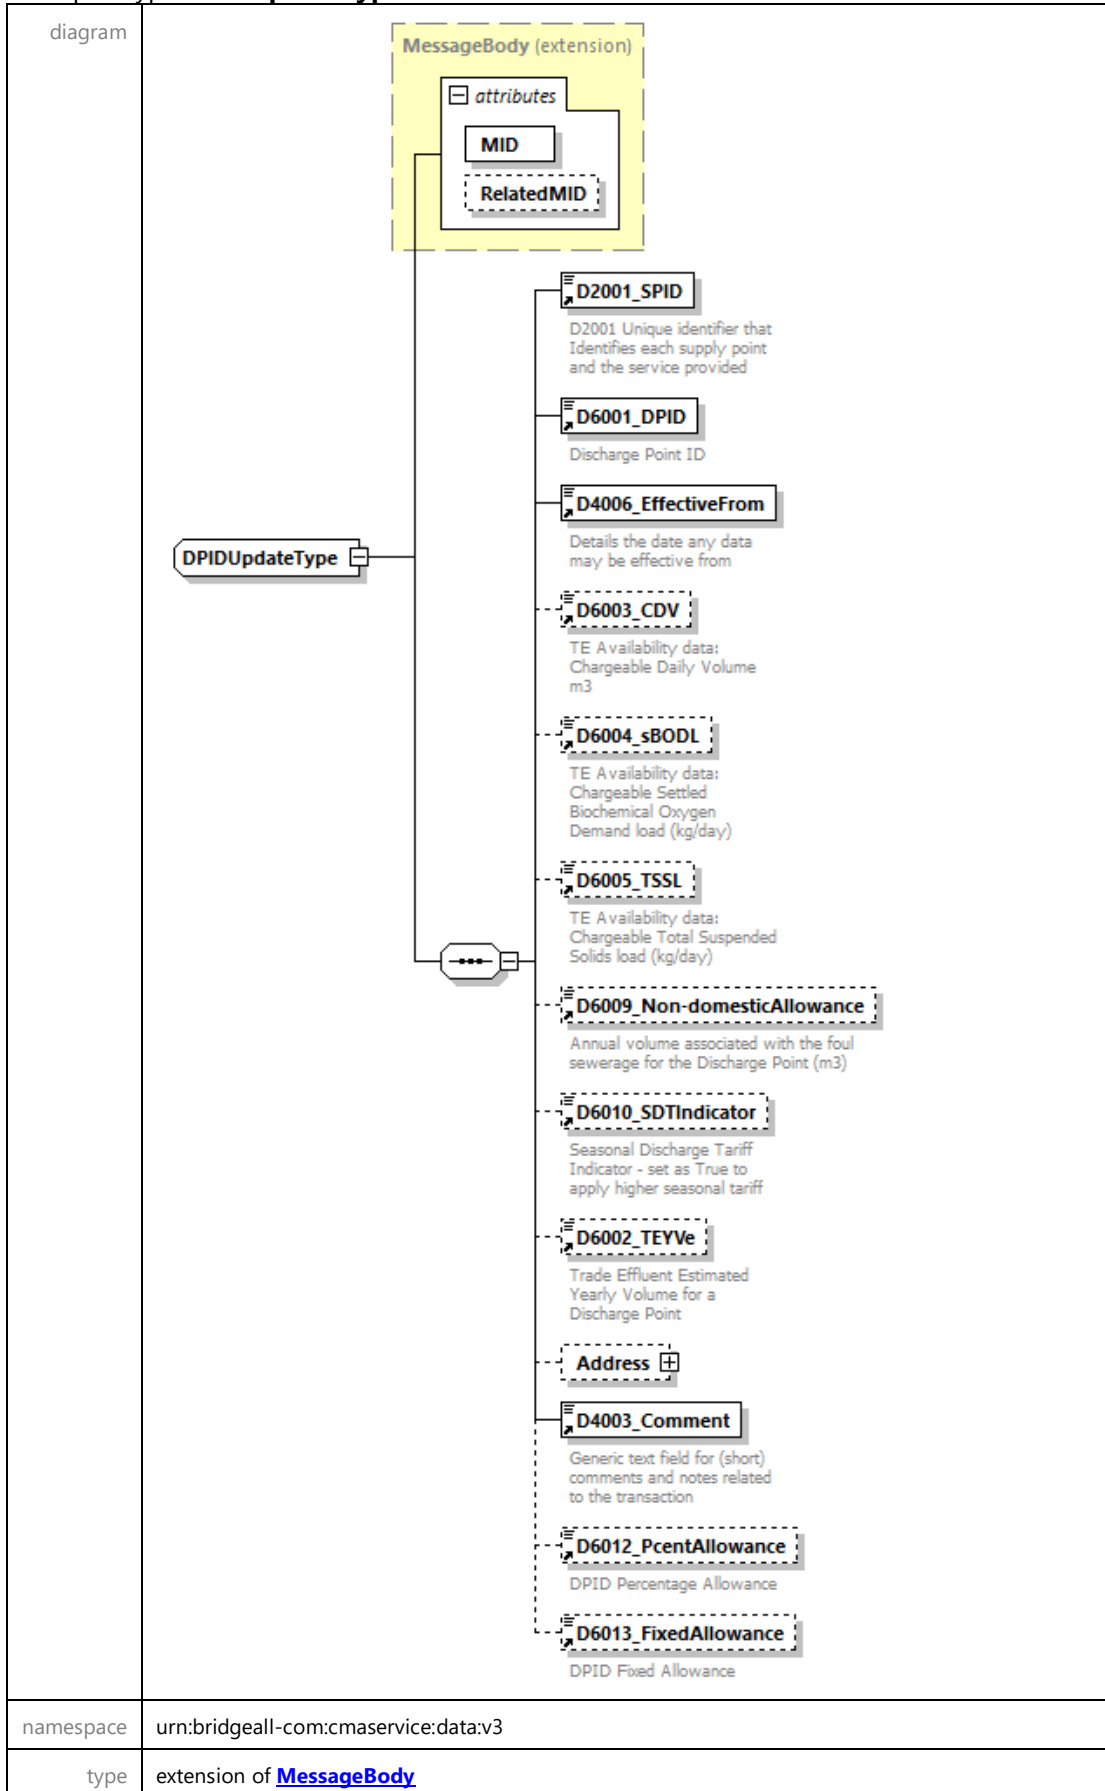 diagram
MessageBody (extension)
attributes
MID
RelatedMID
D2001_SPID
D2001 Unique identifier that
Identifies each supply point
and the service provided
D6001_DPID
Discharge Point ID
D4006_EffectiveFrom
Details the date any data
may be effective from
DPIDUpdateType
D6003_CDV
TE Availability data:
Chargeable Daily Volume
m3
D6004_sBODL
TE Availability data:
Chargeable Settled
Biochemical Oxygen
Demand load (kg/day)
D6005_TSSL
TE Availability data:
Chargeable Total Suspended
Solids load (kg/day)
D6009_Non-domesticAllowance
Annual volume associated with the foul
sewerage for the Discharge Point (m3)
D6010_SDTIndicator
Seasonal Discharge Tariff
Indicator - set as True to
apply higher seasonal tariff
D6002_TEYVe
Trade Effluent Estimated
Yearly Volume for a
Discharge Point
Address
D4003_Comment
Generic text field for (short)
comments and notes related
to the transaction
D6012_PcentAllowance
DPID Percentage Allowance
D6013_FixedAllowance
DPID Fixed Allowance
namespace urn:bridgeall-com:cmaservice:data:v3
type extension of MessageBody